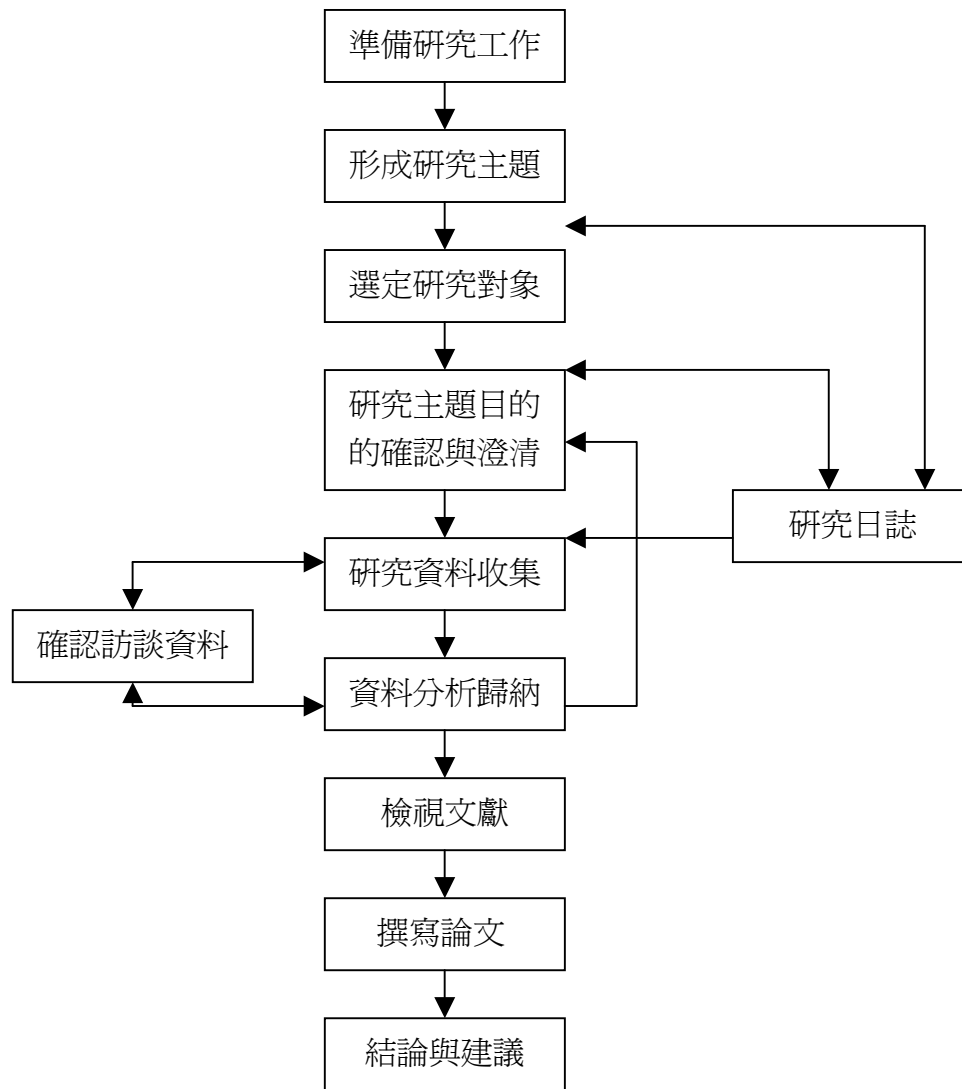 準備研究工作
形成研究主題
選定研究對象
研究主題目的
的確認與澄清
研究日誌
研究資料收集
確認訪談資料
資料分析歸納
檢視文獻
撰寫論文
結論與建議